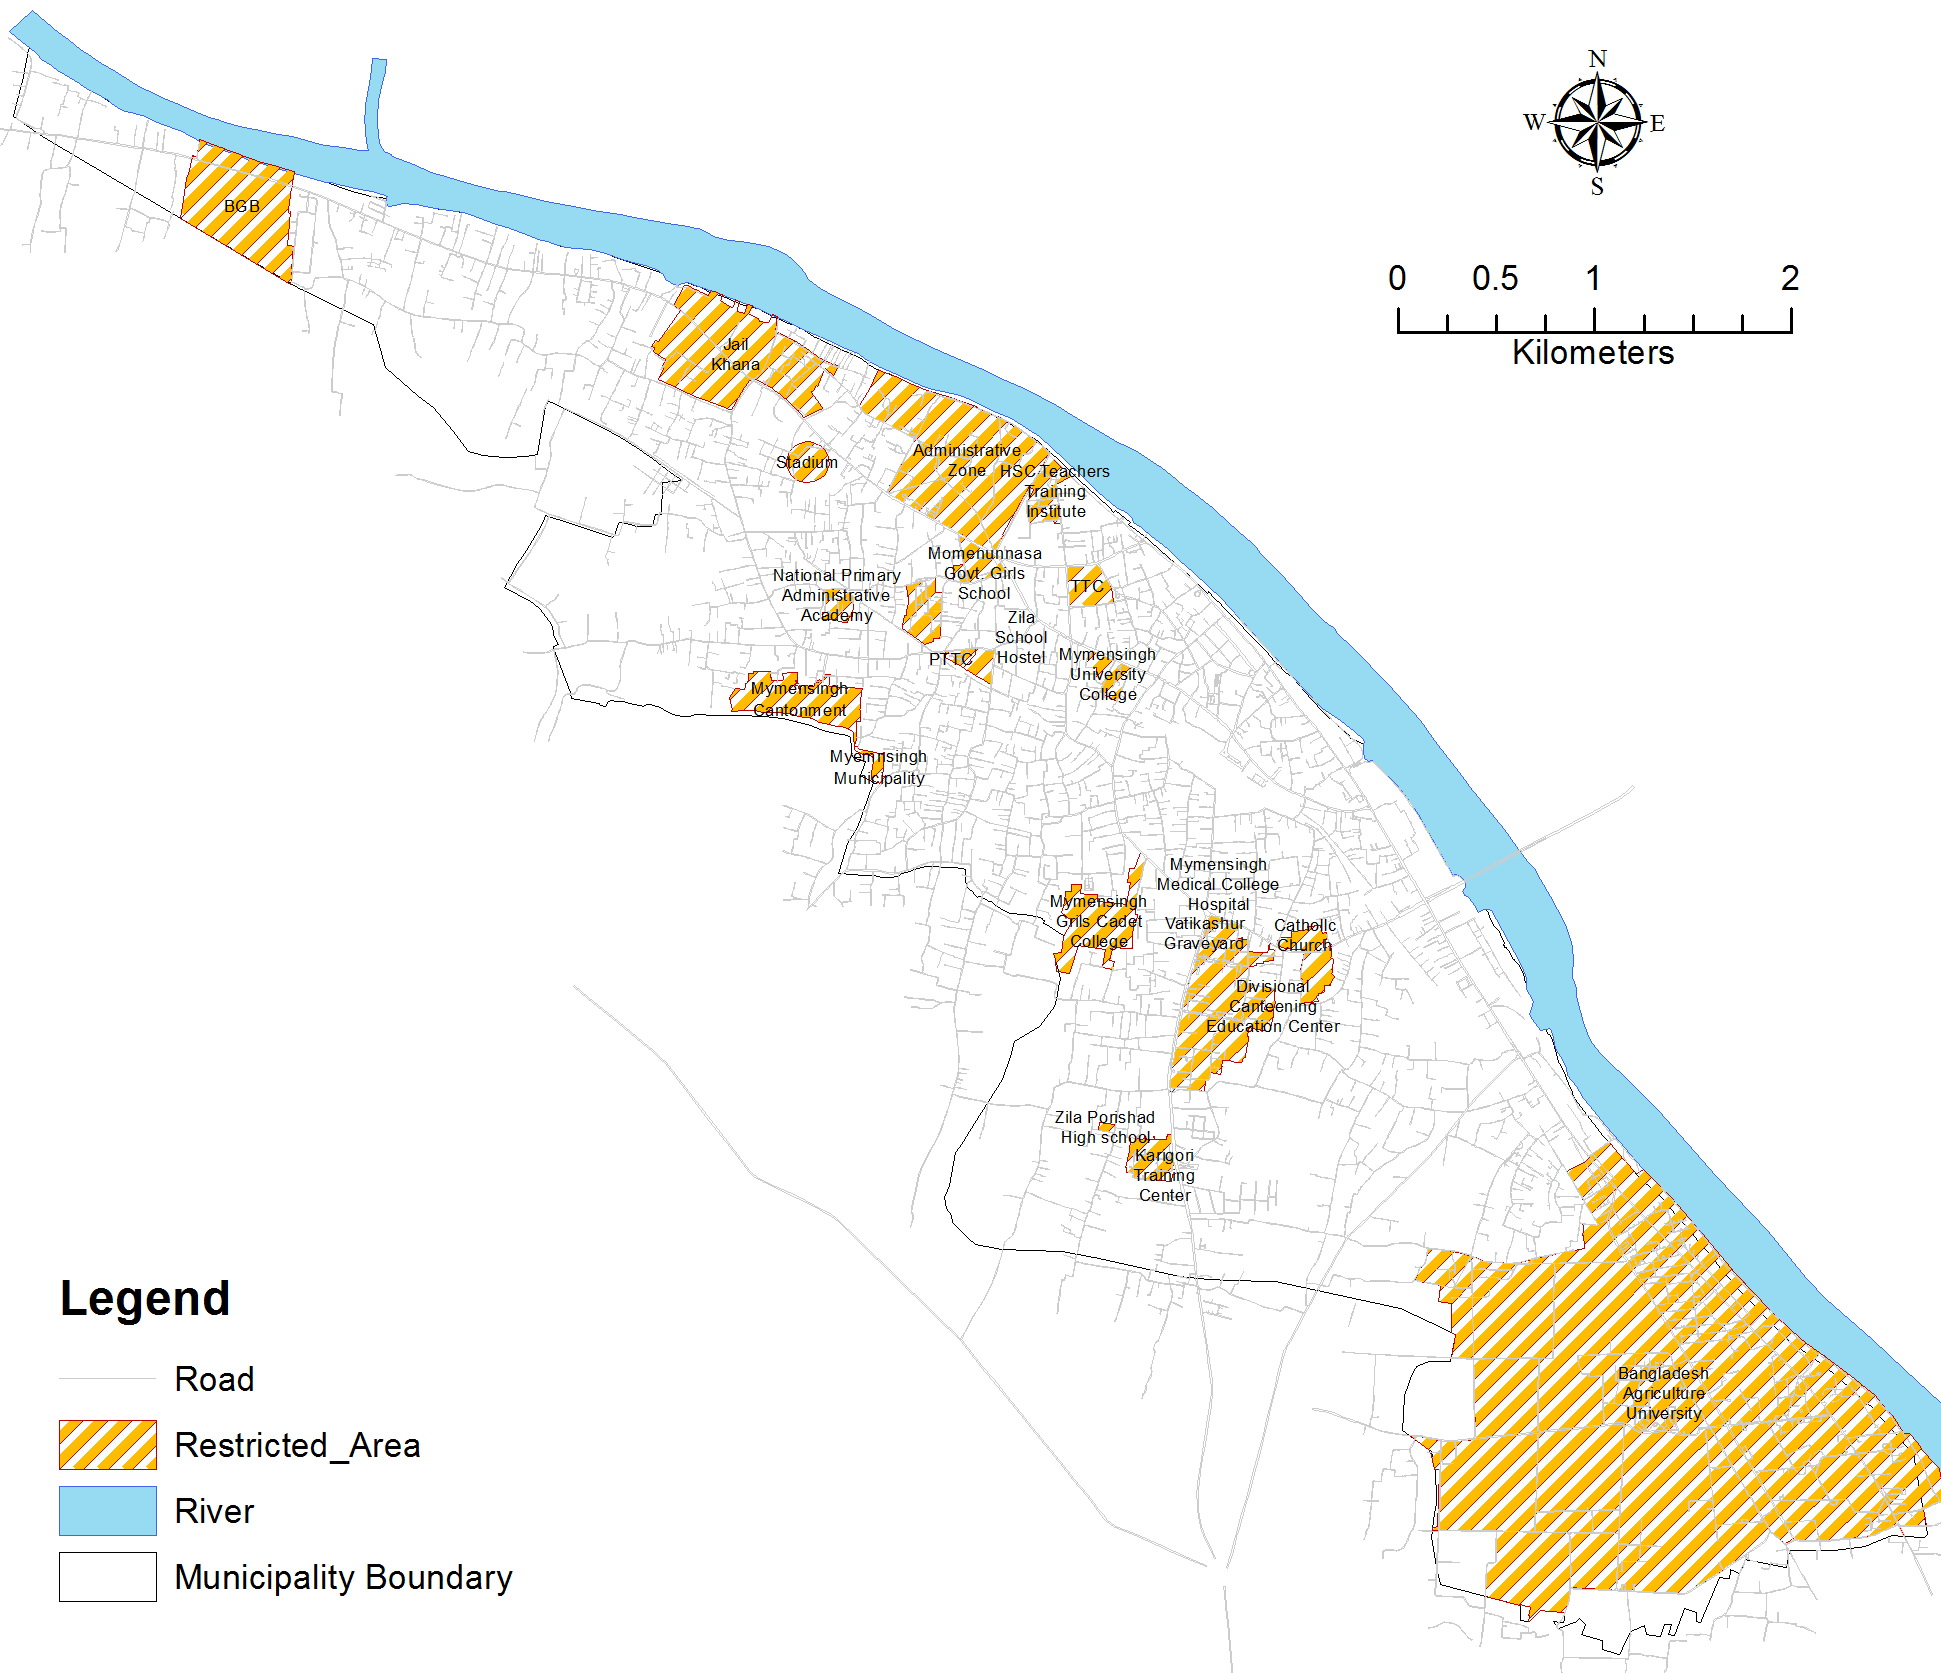 N
W
E
S
0 0.5 1 2
Kilometers
BGB
Jail
Khana
Stadium
Administrative
Zone
HSC Teachers
Training
Institute
Momenunnasa
Govt. Girls
School
National Primary
Administrative
Academy
TTC
Zila
School
Hostel
PTTC
Mymensingh
University
College
Mymensingh
Cantonment
Myemnsingh
Municipality
Mymensingh
Medical College
Hospital
Vatikashur
Graveyard
Mymensingh
Grils Cadet
College
Catholic
Church
Divisional
Canteening
Education Center
Zila Porishad
High school
Karigori
Training
Center
Bangladesh
Agriculture
University
Legend
Road
Restricted_Area
River
Municipality Boundary